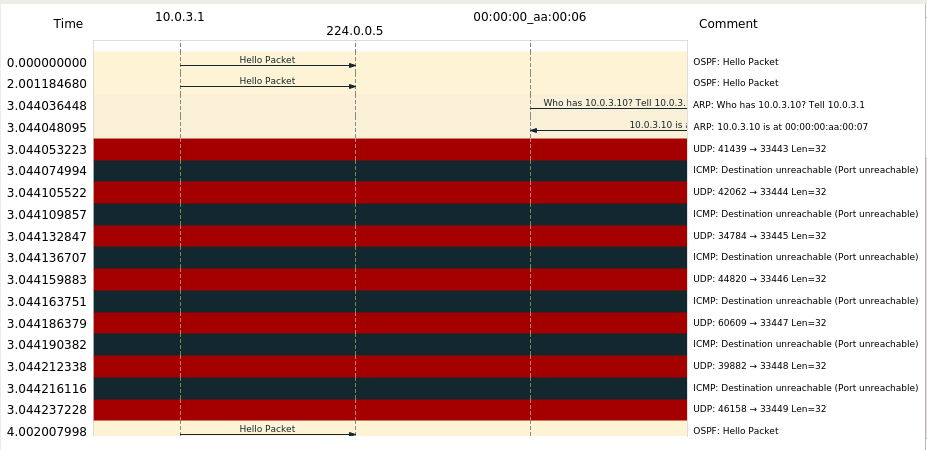 Time 10.0.3.1 224.0.0.5 00:00:00_aa:00:06 Comment
0.000000000 Hello Packet OSPF: Hello Packet
2.001184680 Hello Packet OSPF: Hello Packet
3.044036448 Who has 10.0.3.10? Tell 10.0.3. ARP: Who has 10.0.3.10? Tell 10.0.3.1
3.044048095 10.0.3.10 is ARP: 10.0.3.10 is at 00:00:00:aa:00:07
3.044053223 UDP: 41439 → 33443 Len=32
3.044074994 ICMP: Destination unreachable (Port unreachable)
3.044105522 UDP: 42062 → 33444 Len=32
3.044109857 ICMP: Destination unreachable (Port unreachable)
3.044132847 UDP: 34784 → 33445 Len=32
3.044136707 ICMP: Destination unreachable (Port unreachable)
3.044159883 UDP: 44820 → 33446 Len=32
3.044163751 ICMP: Destination unreachable (Port unreachable)
3.044186379 UDP: 60609 → 33447 Len=32
3.044190382 ICMP: Destination unreachable (Port unreachable)
3.044212338 UDP: 39882 → 33448 Len=32
3.044216116 ICMP: Destination unreachable (Port unreachable)
3.044237228 UDP: 46158 → 33449 Len=32
4.002007998 Hello Packet OSPF: Hello Packet